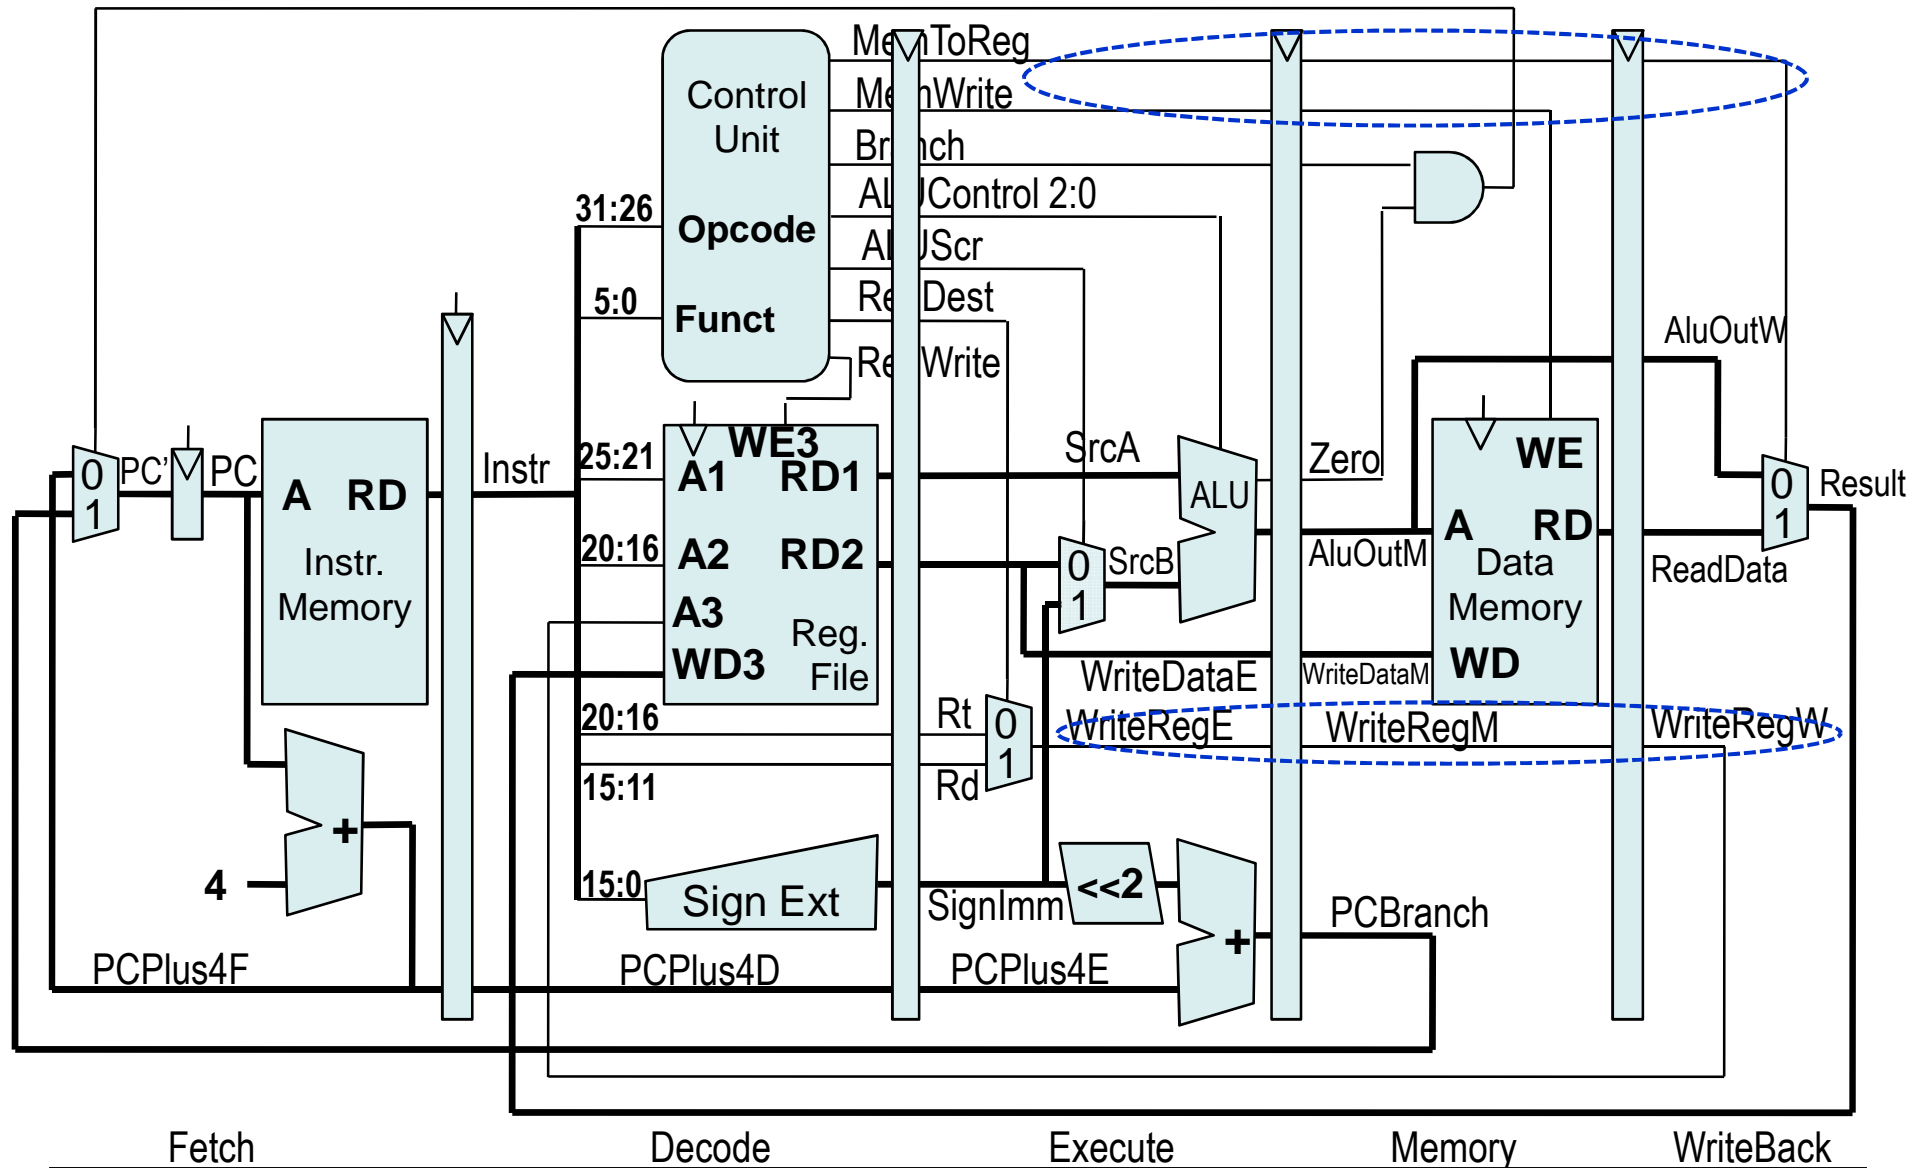 MemToReg
Control
Unit
MemWrite
Branch
ALUControl 2:0
31:26
Opcode
ALUScr
5:0
Funct
RegDest
RegWrite
AluOutW
WE3
25:21
A1
RD1
SrcA
Zero
WE
0
1
PC'
PC
A
RD
Instr
ALU
0
1
Result
Instr.
Memory
20:16
A2
RD2
0
1
SrcB
AluOutM
A
RD
Data
Memory
ReadData
A3
WD3
Reg.
File
WriteDataE
WriteDataM
WD
20:16
Rt
0
1
WriteRegE
WriteRegM
WriteRegW
15:11
Rd
+
4
15:0
Sign Ext
SignImm
<<2
+
PCBranch
PCPlus4F
PCPlus4D
PCPlus4E
Fetch
Decode
Execute
Memory
WriteBack